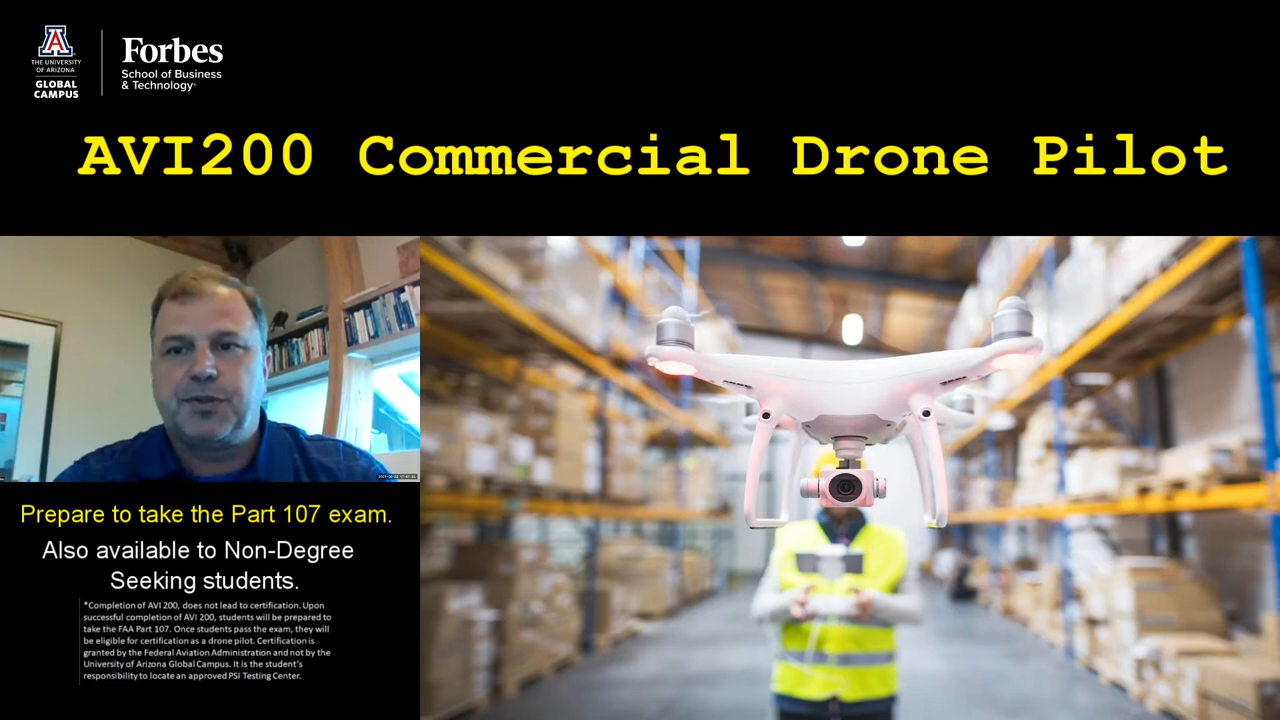 THE UNIVERSITY
OF ARIZONA
GLOBAL
CAMPUS
Forbes
School of Business
& Technology
AVI200 Commercial Drone Pilot
Prepare to take the Part 107 exam.
Also available to Non-Degree
Seeking students.
*Completion of AVI 200, does not lead to certification. Upon
successful completion of AVI 200, students will be prepared to
take the FAA Part 107. Once students pass the exam, they will
be eligible for certification as a drone pilot. Certification is
granted by the Federal Aviation Administration and not by the
University of Arizona Global Campus. It is the student's
responsibility to locate an approved PSI Testing Center.